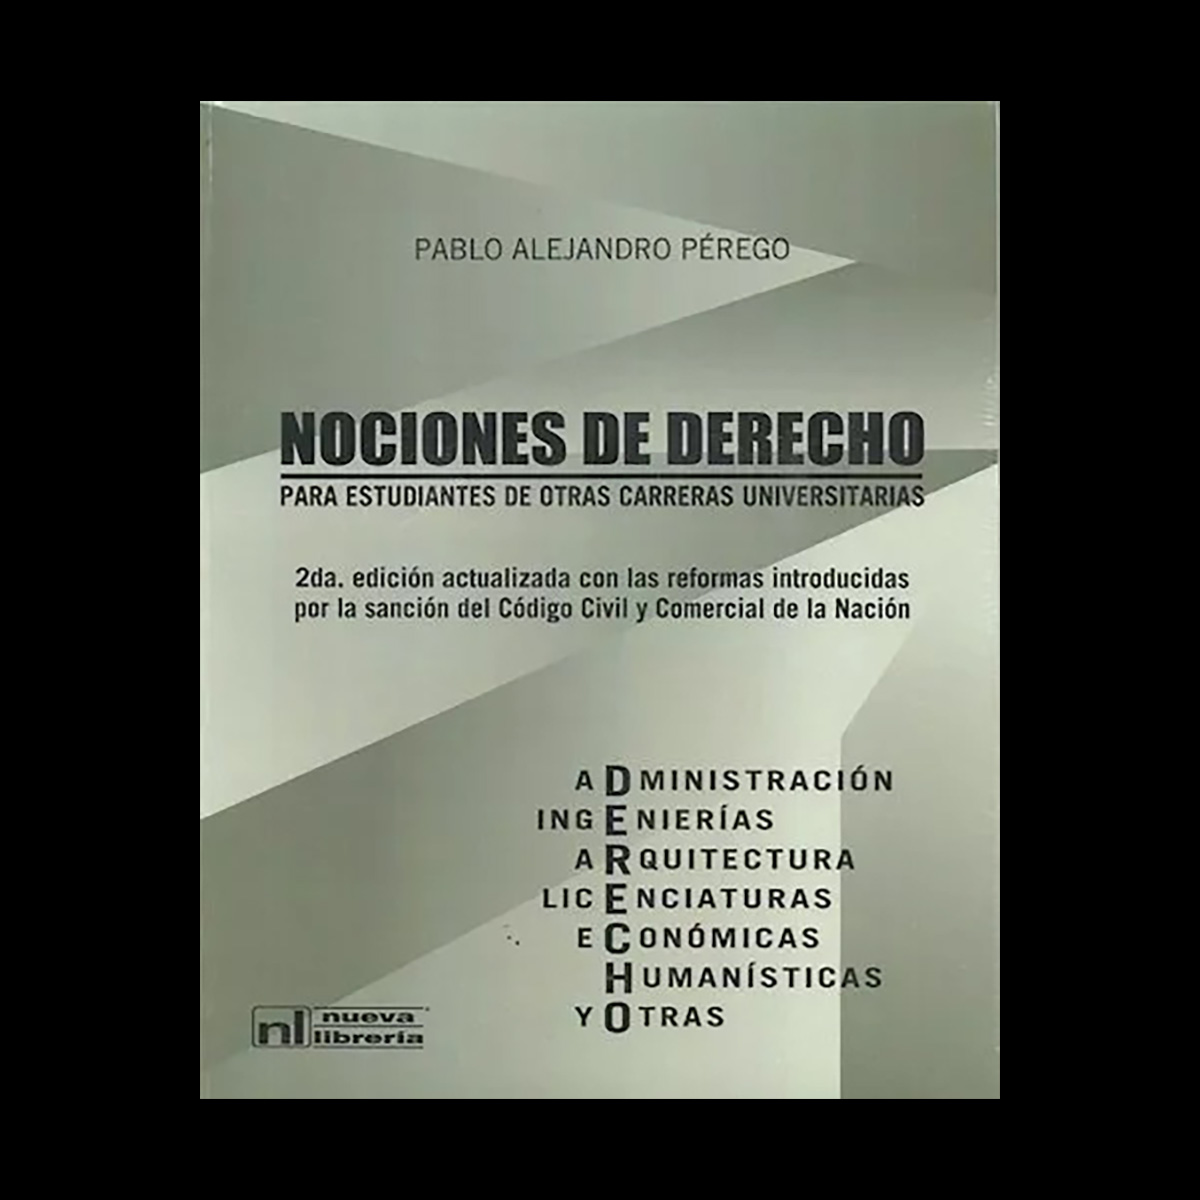 PABLO ALEJANDRO PÉREGO
NOCIONES DE DERECHO
PARA ESTUDIANTES DE OTRAS CARRERAS UNIVERSITARIAS
2da. edición actualizada con las reformas introducidas
por la sanción del Código Civil y Comercial de la Nación
ADMINISTRACIÓN
INGENIERÍAS
ARQUITECTURA
LICENCIATURAS
ECONÓMICAS
HUMANÍSTICAS
Y OTRAS
nl nueva
librería